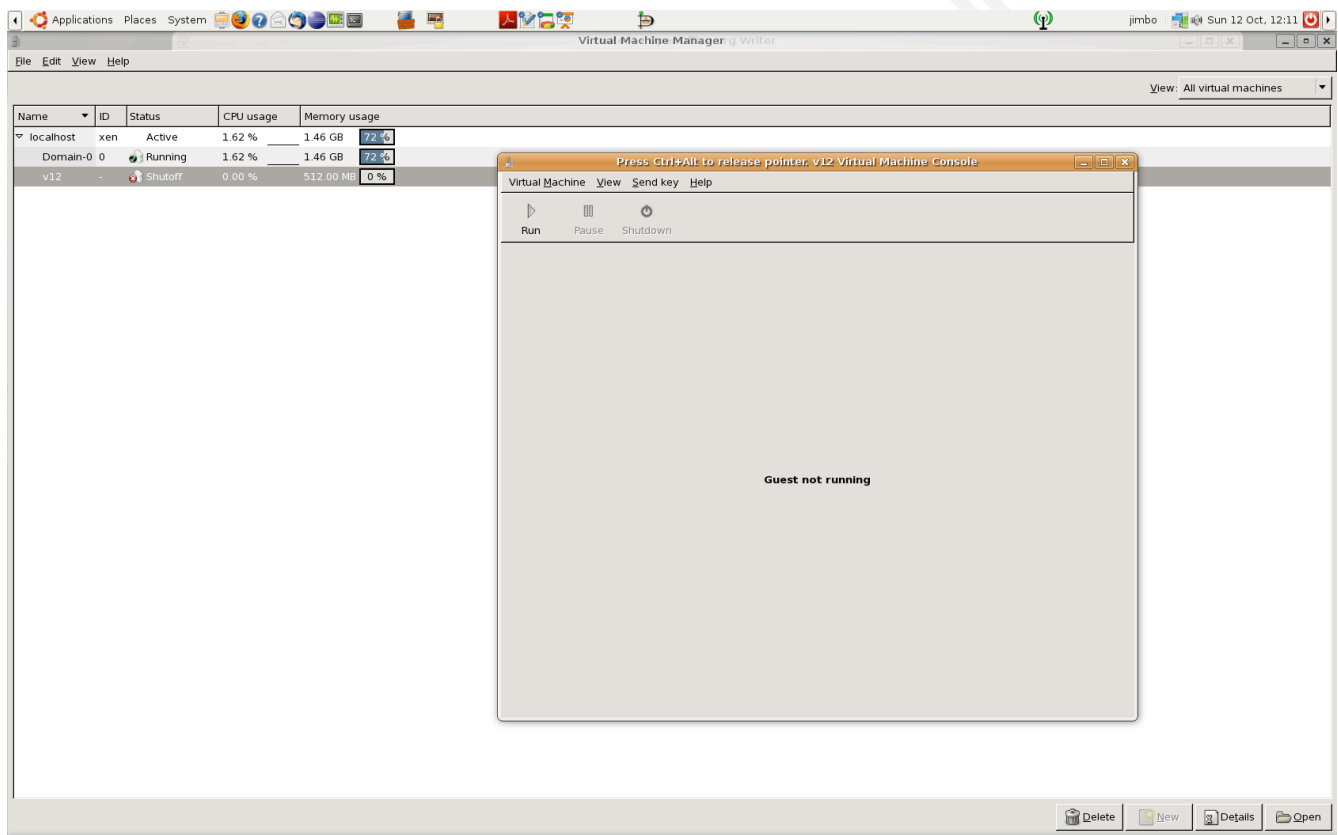 Applications Places System jimbo Sun 12 Oct, 12:11
Virtual Machine Manager g Writer
File Edit View Help
View: All virtual machines
Name ID Status CPU usage Memory usage
localhost xen Active 1.62 % 1.46 GB 72 %
Domain-0 0 Running 1.62 % 1.46 GB 72 %
v12 - Shutoff 0.00 % 512.00 MB 0 %
Press Ctrl+Alt to release pointer. v12 Virtual Machine Console
Virtual Machine View Send key Help
Run Pause Shutdown
Guest not running
Delete New Details Open